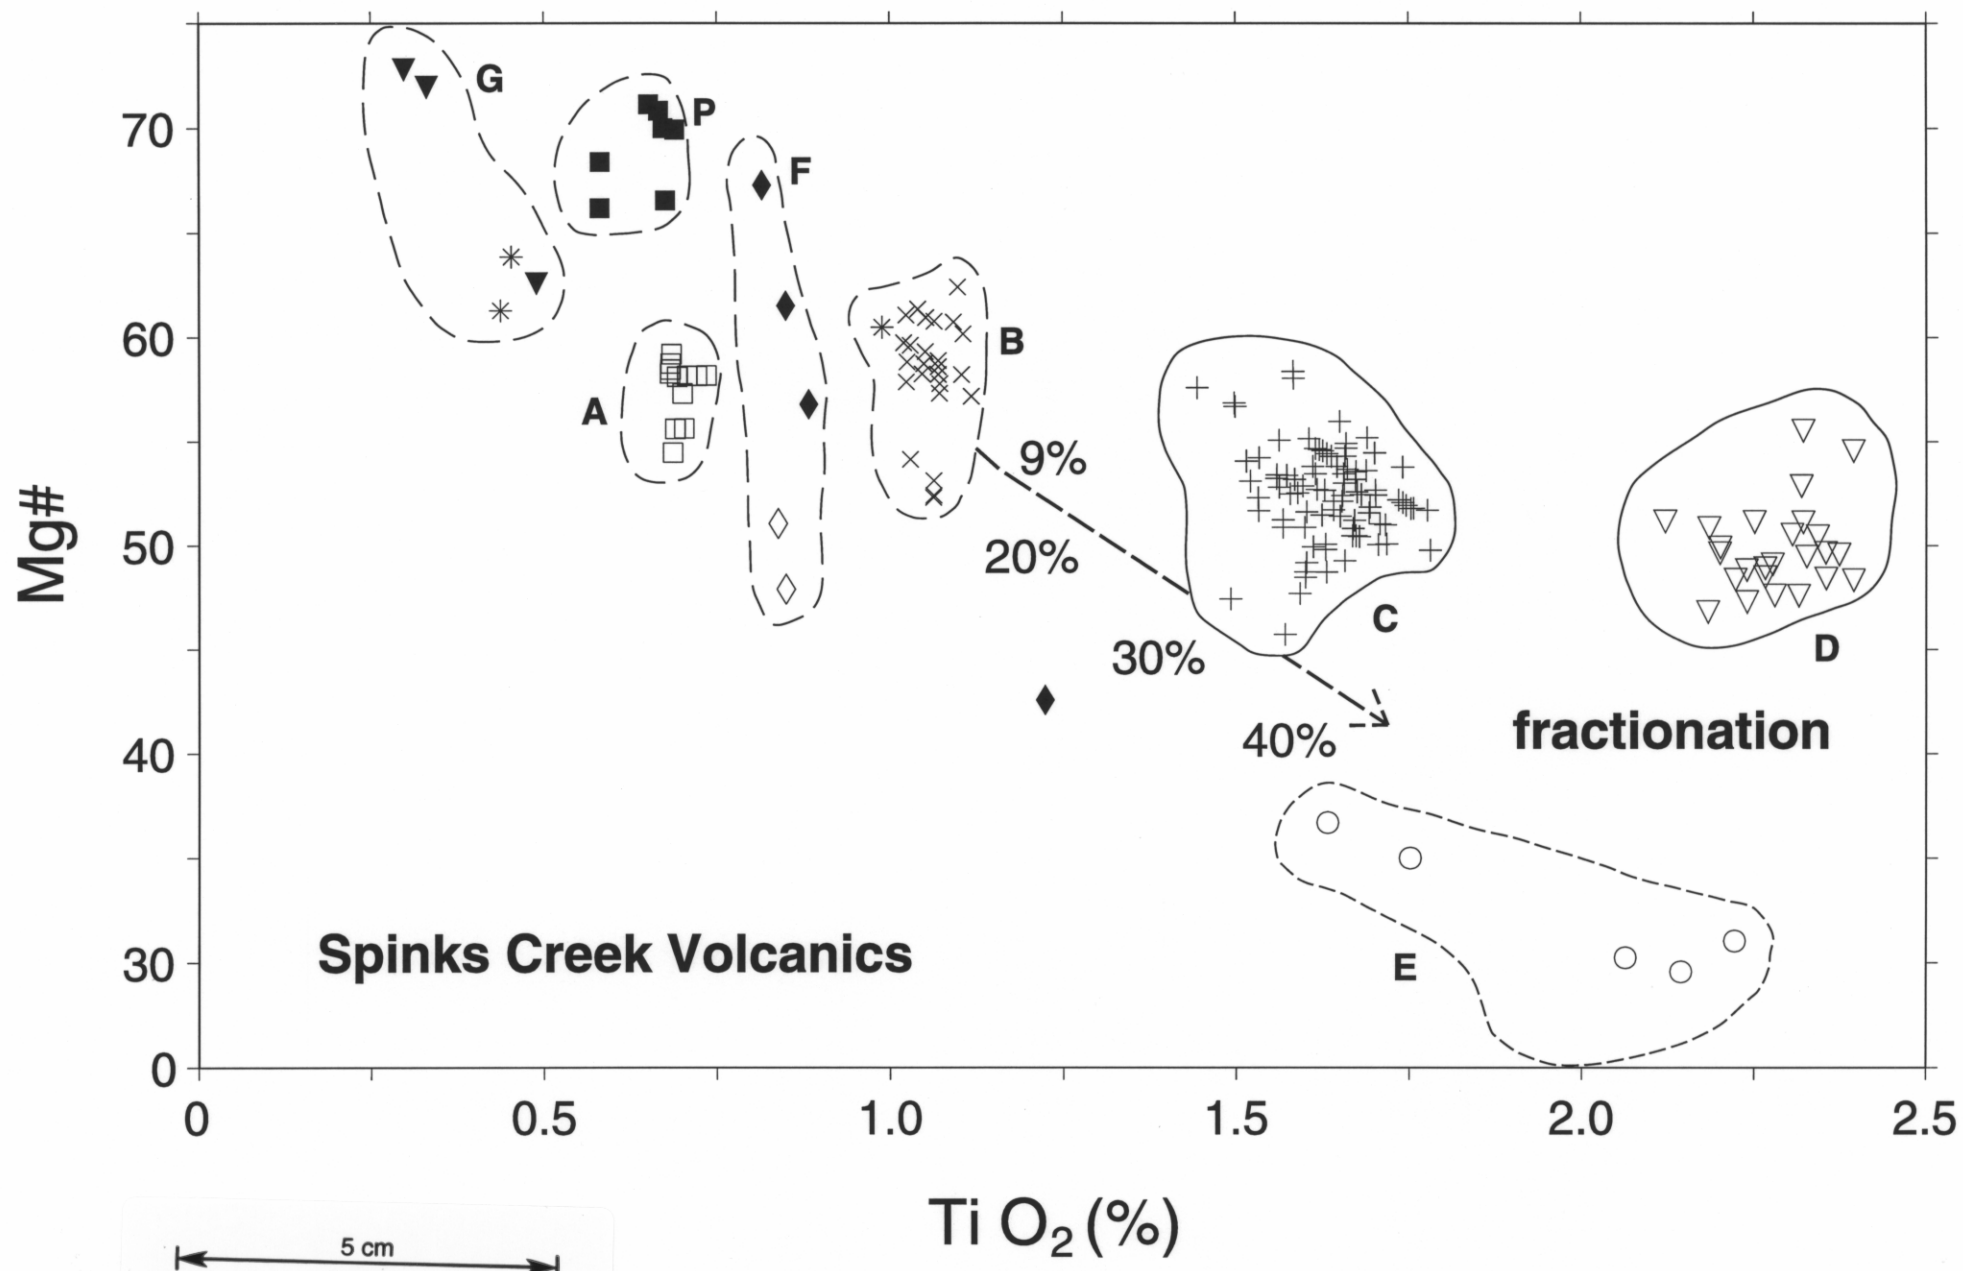 G
P
70
F
60
B
A
9%
Mg#
50
20%
C
30%
D
40%
fractionation
40
Spinks Creek Volcanics
30
E
0
0 0.5 1.0 1.5 2.0 2.5
Ti O₂ (%)
5 cm